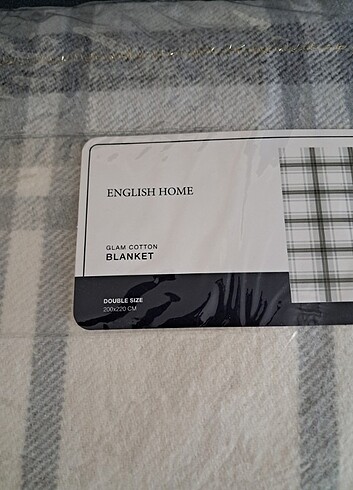 ENGLISH HOME
GLAM COTTON
BLANKET
DOUBLE SIZE
200x220 CM